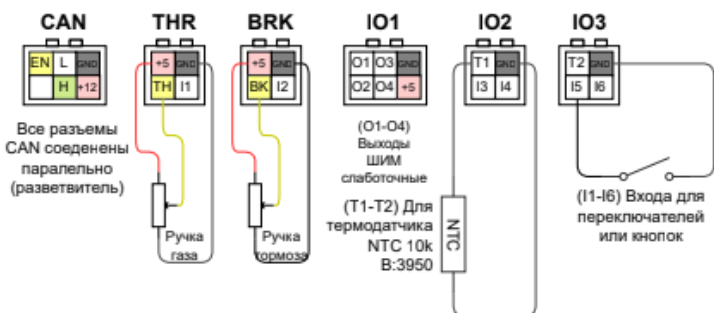 CAN
THR
BRK
IO1
IO2
IO3
EN L GND
H +12
+5 GND
TH I1
+5 GND
BK I2
O1 O3 GND
O2 O4 +5
T1 GND
I3 I4
T2 GND
I5 I6
Все разъемы
CAN соеденены
паралельно
(разветвитель)
Ручка
газа
Ручка
тормоза
(O1-O4)
Выходы
ШИМ
слаботочные
(T1-T2) Для
термодатчика
NTC 10k
B:3950
NTC
(I1-I6) Входа для
переключателей
или кнопок